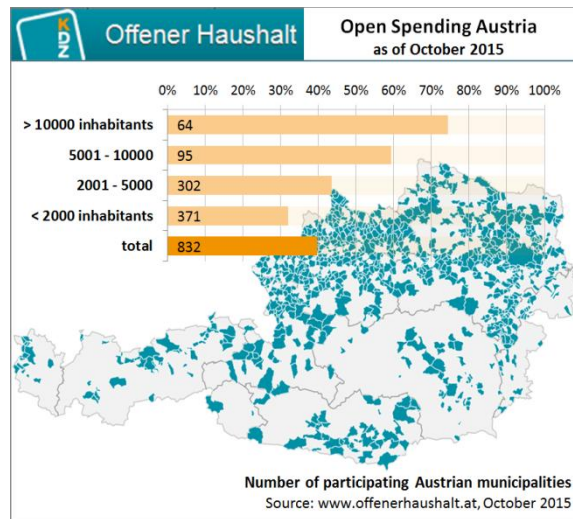 KDZ
Offener Haushalt
Open Spending Austria
as of October 2015
0% 10% 20% 30% 40% 50% 60% 70% 80% 90% 100%
> 10000 inhabitants 64
5001 - 10000 95
2001 - 5000 302
< 2000 inhabitants 371
total 832
Number of participating Austrian municipalities
Source: www.offenerhaushalt.at, October 2015